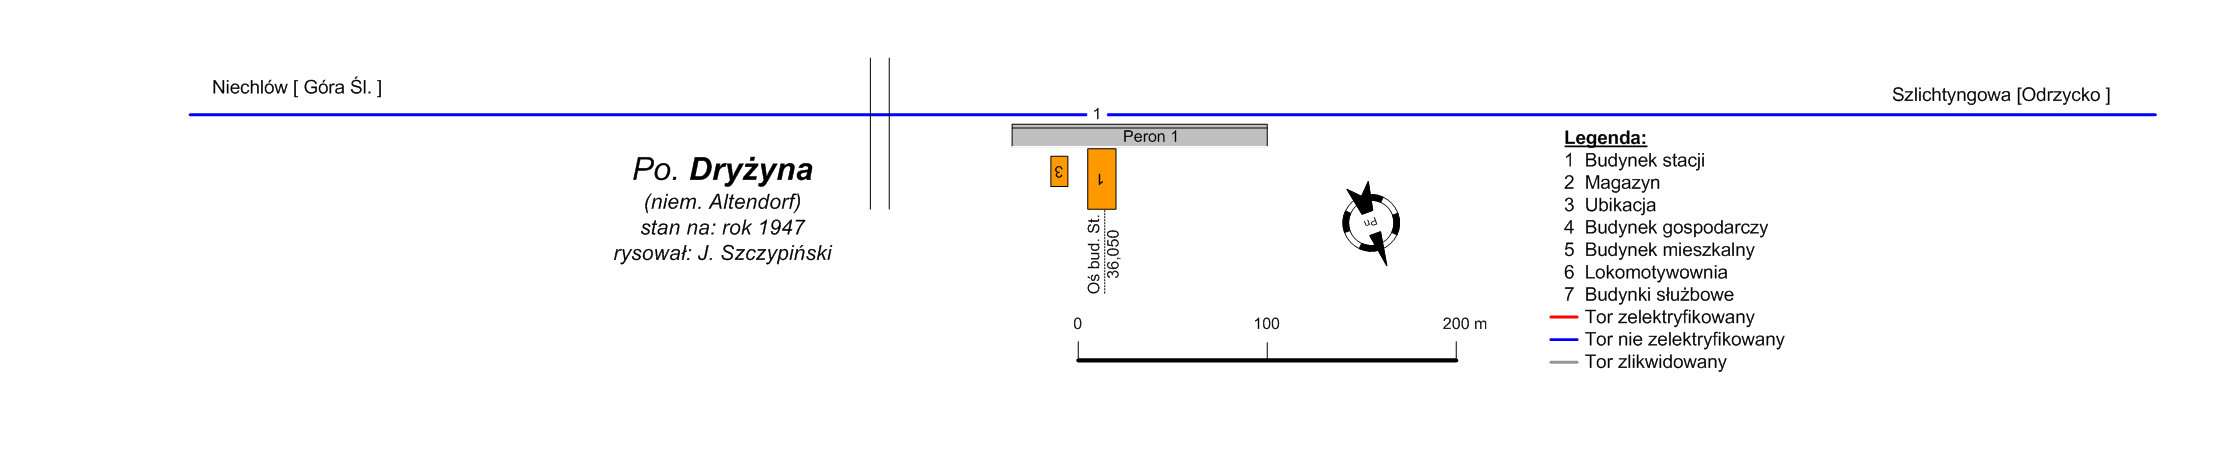 Niechlów [ Góra Śl. ]
Szlichtyngowa [Odrzycko ]
1
Peron 1
Po. Dryżyna
(niem. Altendorf)
stan na: rok 1947
rysował: J. Szczypiński
3
1
Oś bud. St.
36,050
Pn
0 100 200 m
Legenda:
1 Budynek stacji
2 Magazyn
3 Ubikacja
4 Budynek gospodarczy
5 Budynek mieszkalny
6 Lokomotywownia
7 Budynki służbowe
Tor zelektryfikowany
Tor nie zelektryfikowany
Tor zlikwidowany